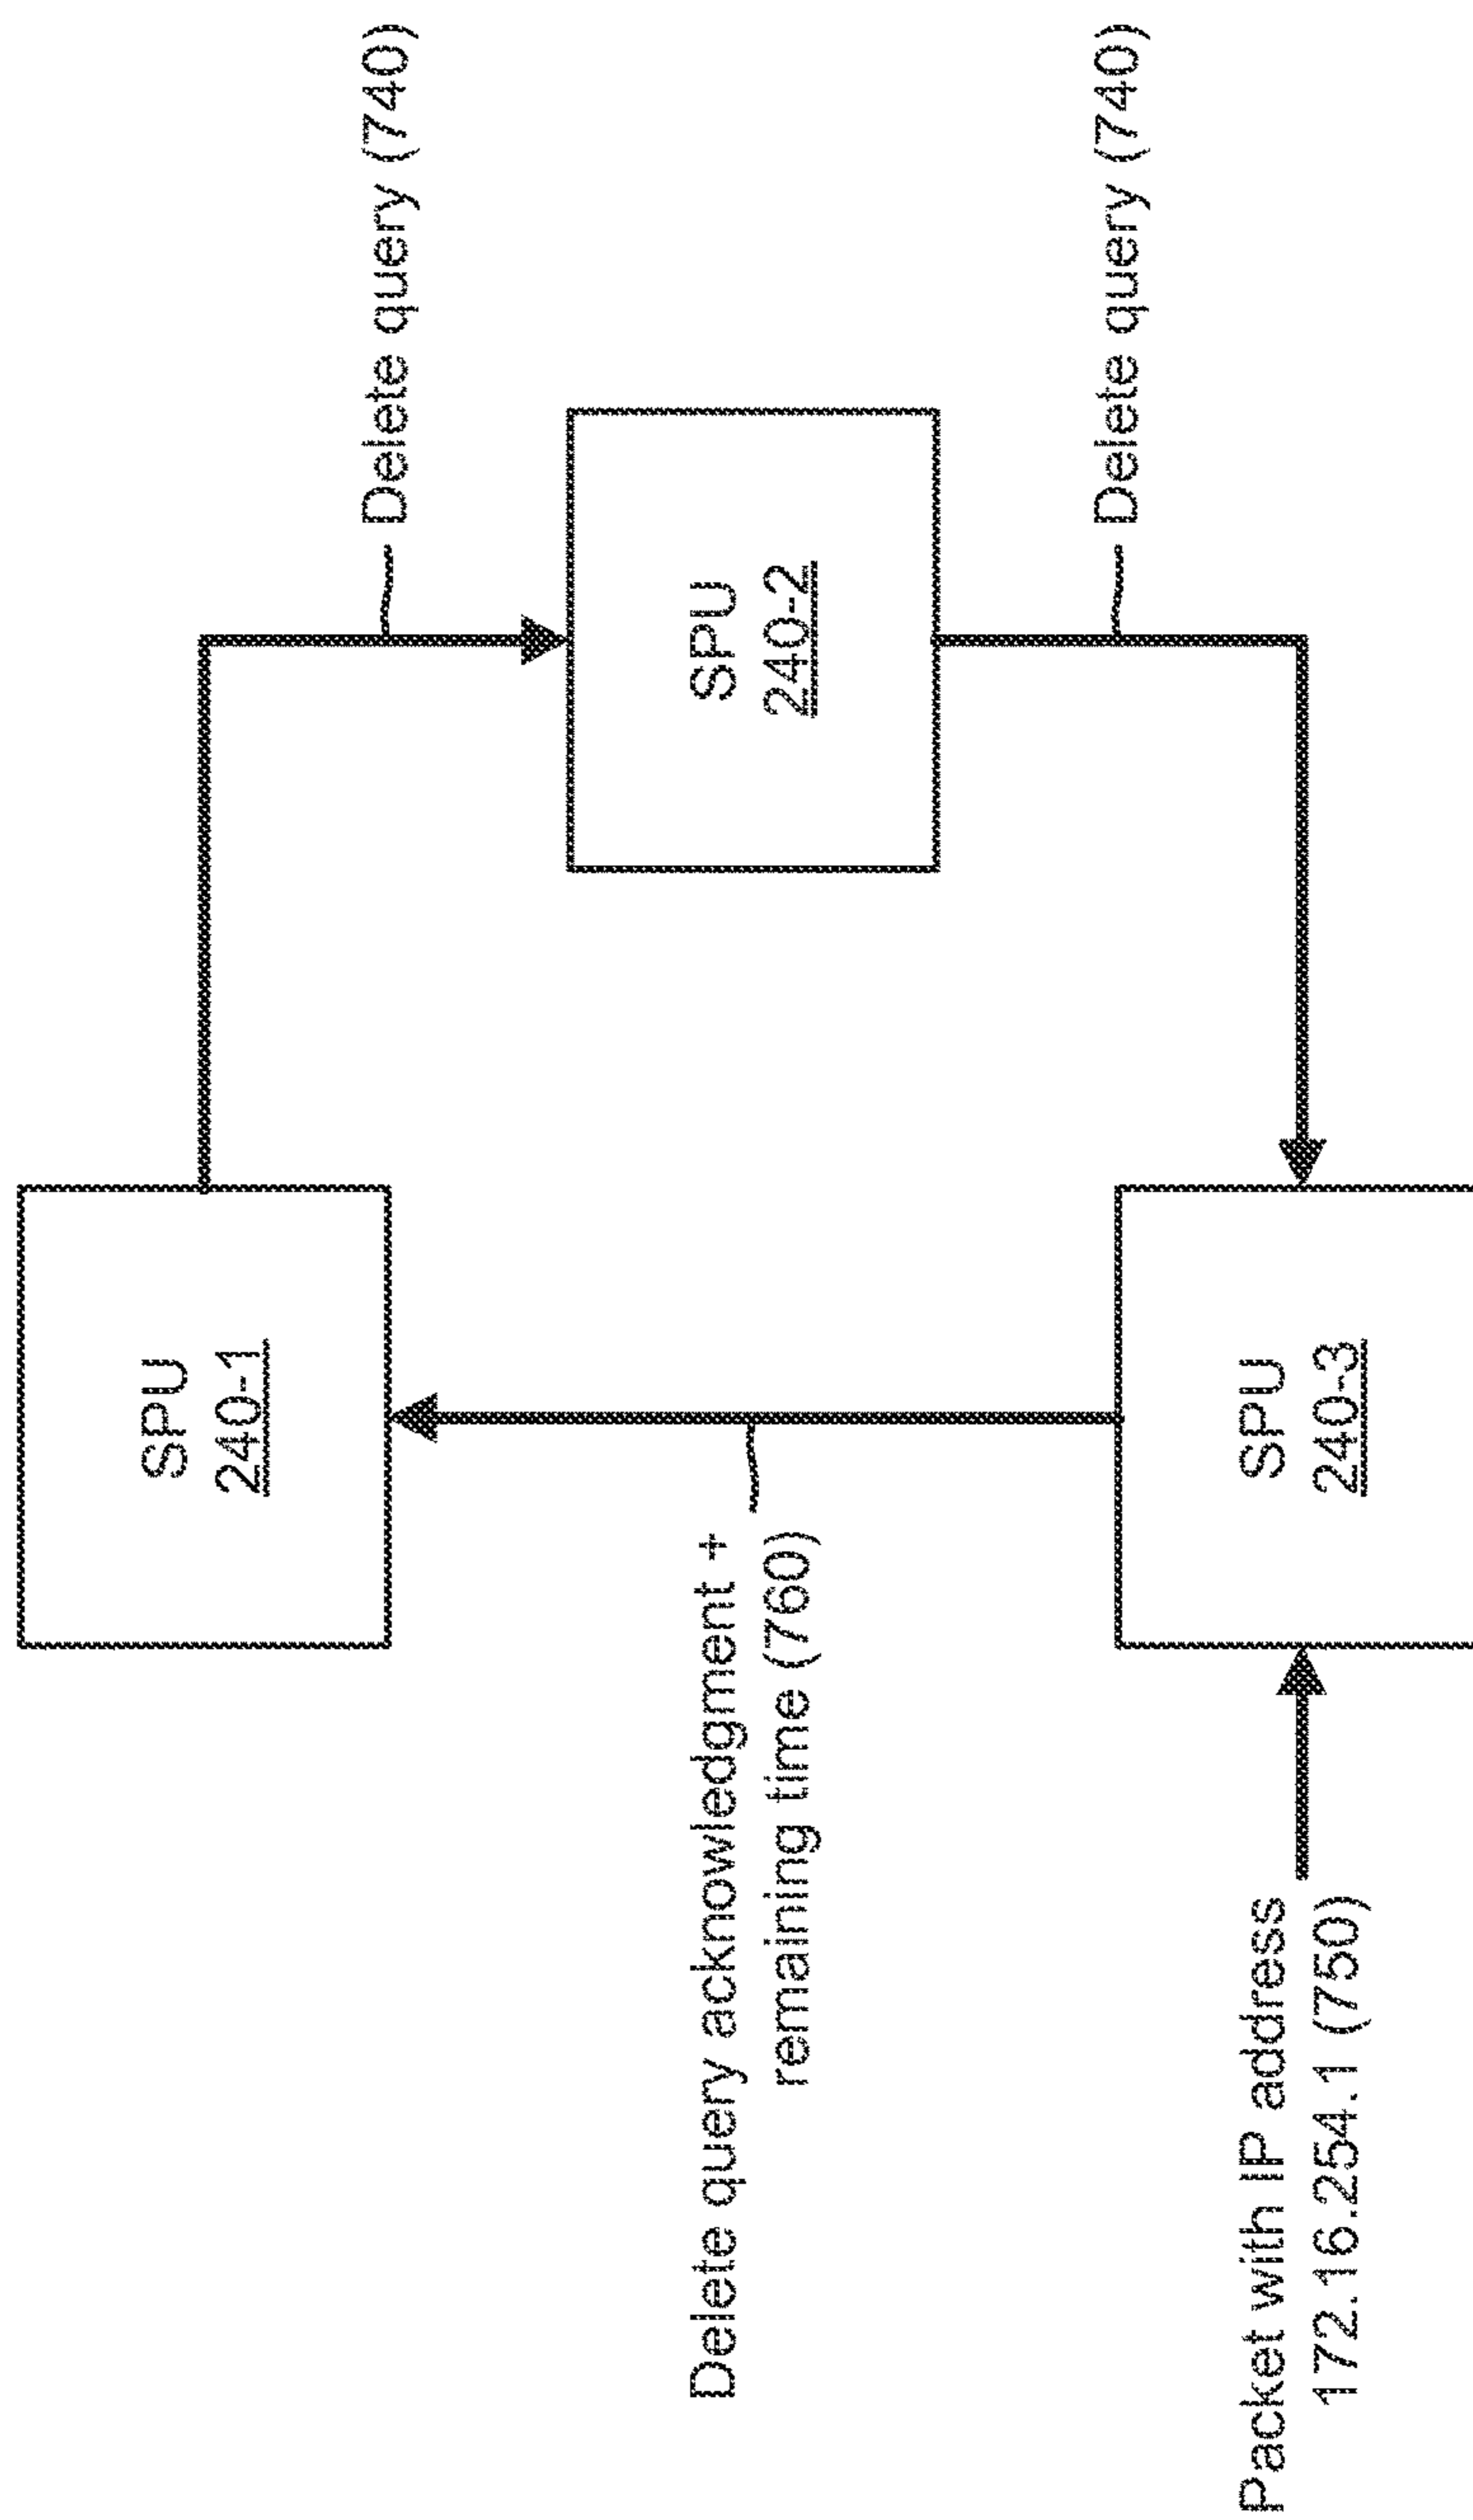 Delete query (740)
SPU
240-1
SPU
240-2
Delete query acknowledgment +
remaining time (760)
Delete query (740)
Packet with IP address
172.16.254.1 (750)
SPU
240-3